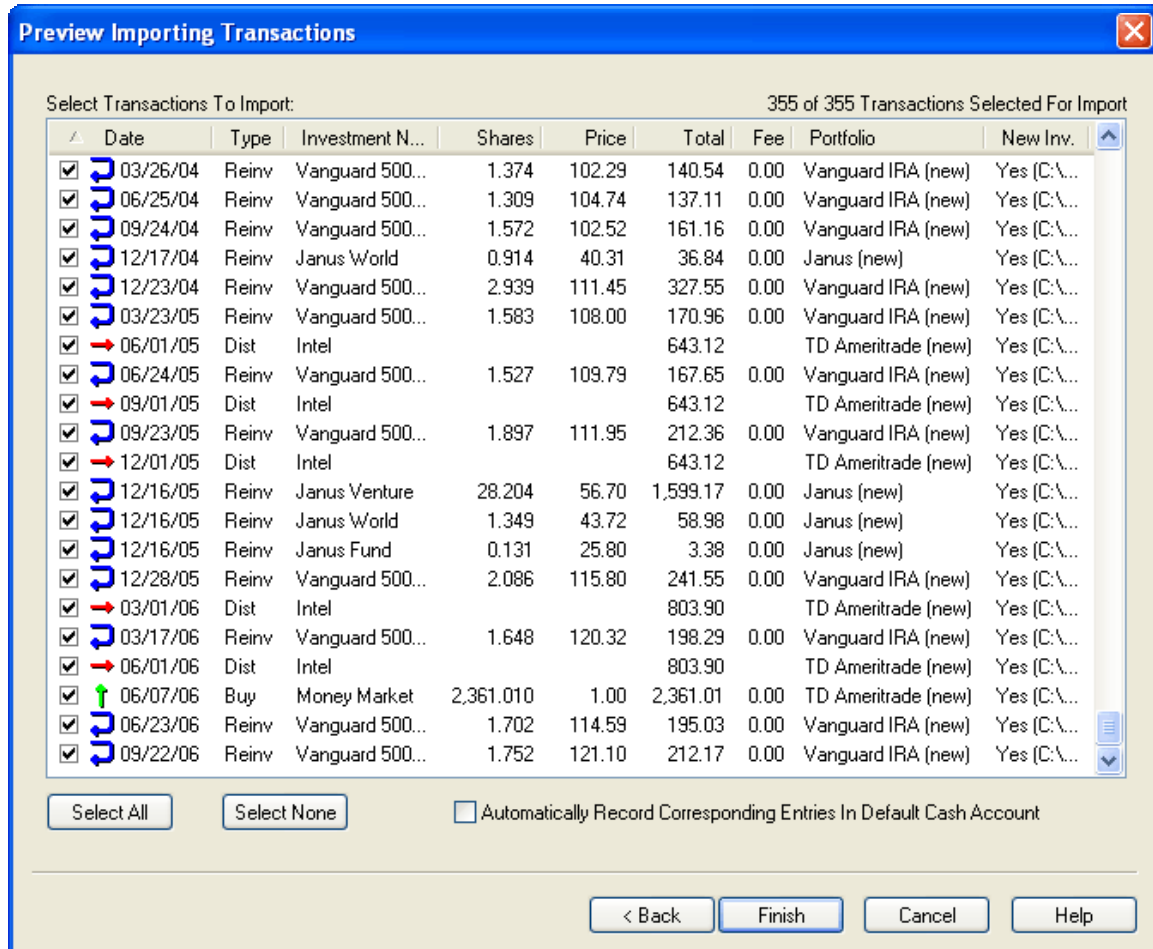 Preview Importing Transactions
Select Transactions To Import: 355 of 355 Transactions Selected For Import
Date Type Investment N... Shares Price Total Fee Portfolio New Inv.
03/26/04 Reinv Vanguard 500... 1.374 102.29 140.54 0.00 Vanguard IRA (new) Yes (C:\...
06/25/04 Reinv Vanguard 500... 1.309 104.74 137.11 0.00 Vanguard IRA (new) Yes (C:\...
09/24/04 Reinv Vanguard 500... 1.572 102.52 161.16 0.00 Vanguard IRA (new) Yes (C:\...
12/17/04 Reinv Janus World 0.914 40.31 36.84 0.00 Janus (new) Yes (C:\...
12/23/04 Reinv Vanguard 500... 2.939 111.45 327.55 0.00 Vanguard IRA (new) Yes (C:\...
03/23/05 Reinv Vanguard 500... 1.583 108.00 170.96 0.00 Vanguard IRA (new) Yes (C:\...
06/01/05 Dist Intel 643.12 TD Ameritrade (new) Yes (C:\...
06/24/05 Reinv Vanguard 500... 1.527 109.79 167.65 0.00 Vanguard IRA (new) Yes (C:\...
09/01/05 Dist Intel 643.12 TD Ameritrade (new) Yes (C:\...
09/23/05 Reinv Vanguard 500... 1.897 111.95 212.36 0.00 Vanguard IRA (new) Yes (C:\...
12/01/05 Dist Intel 643.12 TD Ameritrade (new) Yes (C:\...
12/16/05 Reinv Janus Venture 28.204 56.70 1,599.17 0.00 Janus (new) Yes (C:\...
12/16/05 Reinv Janus World 1.349 43.72 58.98 0.00 Janus (new) Yes (C:\...
12/16/05 Reinv Janus Fund 0.131 25.80 3.38 0.00 Janus (new) Yes (C:\...
12/28/05 Reinv Vanguard 500... 2.086 115.80 241.55 0.00 Vanguard IRA (new) Yes (C:\...
03/01/06 Dist Intel 803.90 TD Ameritrade (new) Yes (C:\...
03/17/06 Reinv Vanguard 500... 1.648 120.32 198.29 0.00 Vanguard IRA (new) Yes (C:\...
06/01/06 Dist Intel 803.90 TD Ameritrade (new) Yes (C:\...
06/07/06 Buy Money Market 2,361.010 1.00 2,361.01 0.00 TD Ameritrade (new) Yes (C:\...
06/23/06 Reinv Vanguard 500... 1.702 114.59 195.03 0.00 Vanguard IRA (new) Yes (C:\...
09/22/06 Reinv Vanguard 500... 1.752 121.10 212.17 0.00 Vanguard IRA (new) Yes (C:\...
Select All Select None Automatically Record Corresponding Entries In Default Cash Account
< Back Finish Cancel Help